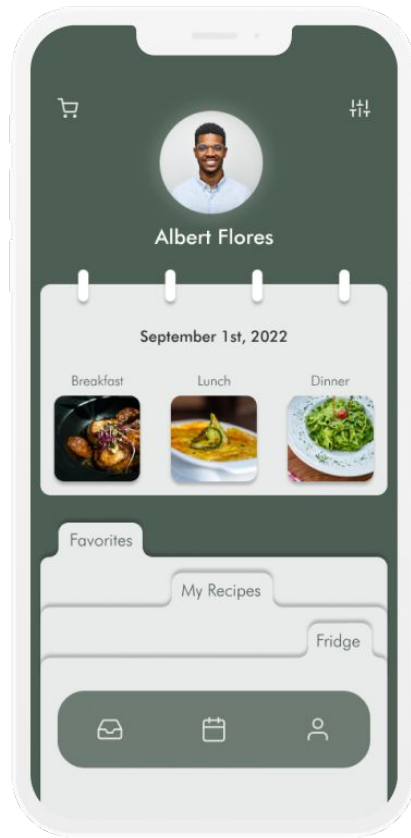 Albert Flores
September 1st, 2022
Breakfast Lunch Dinner
Favorites
My Recipes
Fridge